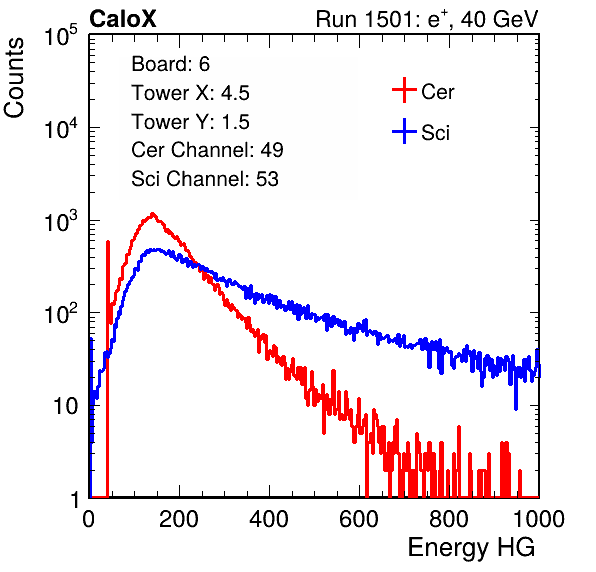 CaloX Run 1501: e⁺, 40 GeV
Counts
Board: 6
Tower X: 4.5
Tower Y: 1.5
Cer Channel: 49
Sci Channel: 53
Cer
Sci
10⁵
10⁴
10³
10²
10
1
0 200 400 600 800 1000
Energy HG